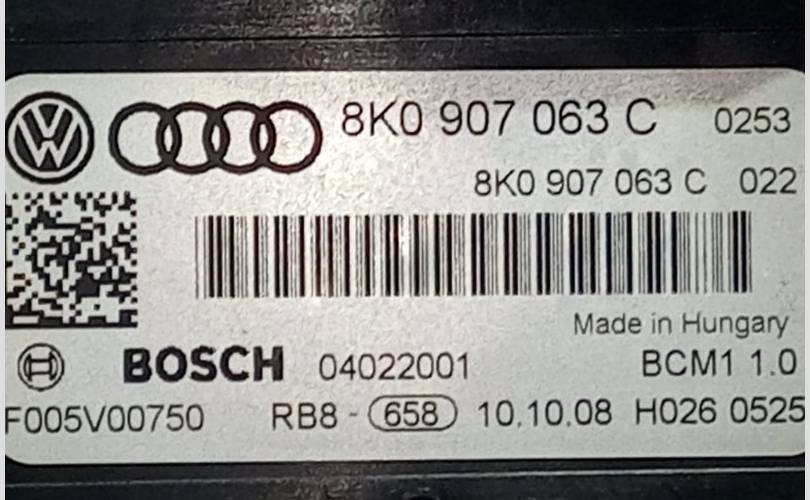 8K0 907 063 C 0253
8K0 907 063 C 022
Made in Hungary
BOSCH 04022001 BCM1 1.0
F005V00750 RB8 - 658 10.10.08 H026 0525